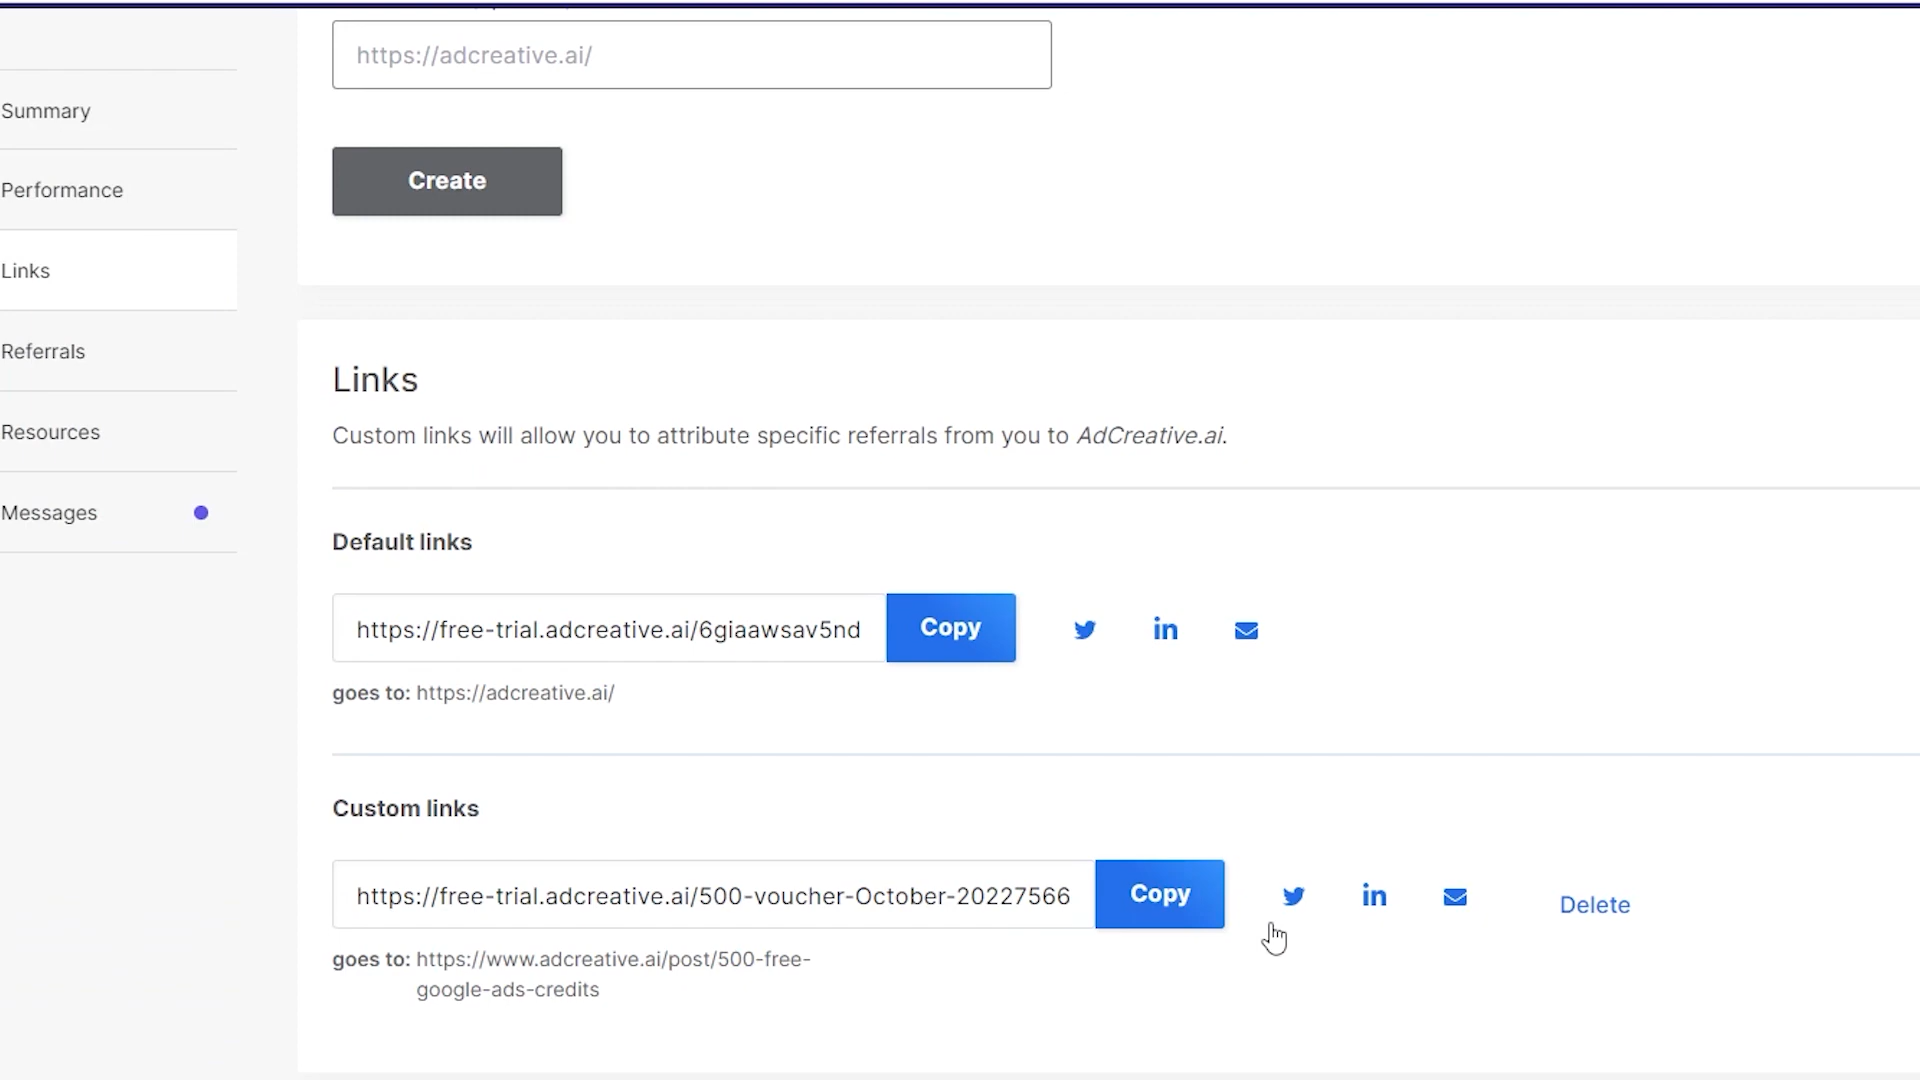 https://adcreative.ai/
Create
Summary
Performance
Links
Referrals
Resources
Messages
Links
Custom links will allow you to attribute specific referrals from you to AdCreative.ai.
Default links
https://free-trial.adcreative.ai/6giaawsav5nd
Copy
goes to: https://adcreative.ai/
Custom links
https://free-trial.adcreative.ai/500-voucher-October-20227566
Copy
Delete
goes to: https://www.adcreative.ai/post/500-free-
google-ads-credits